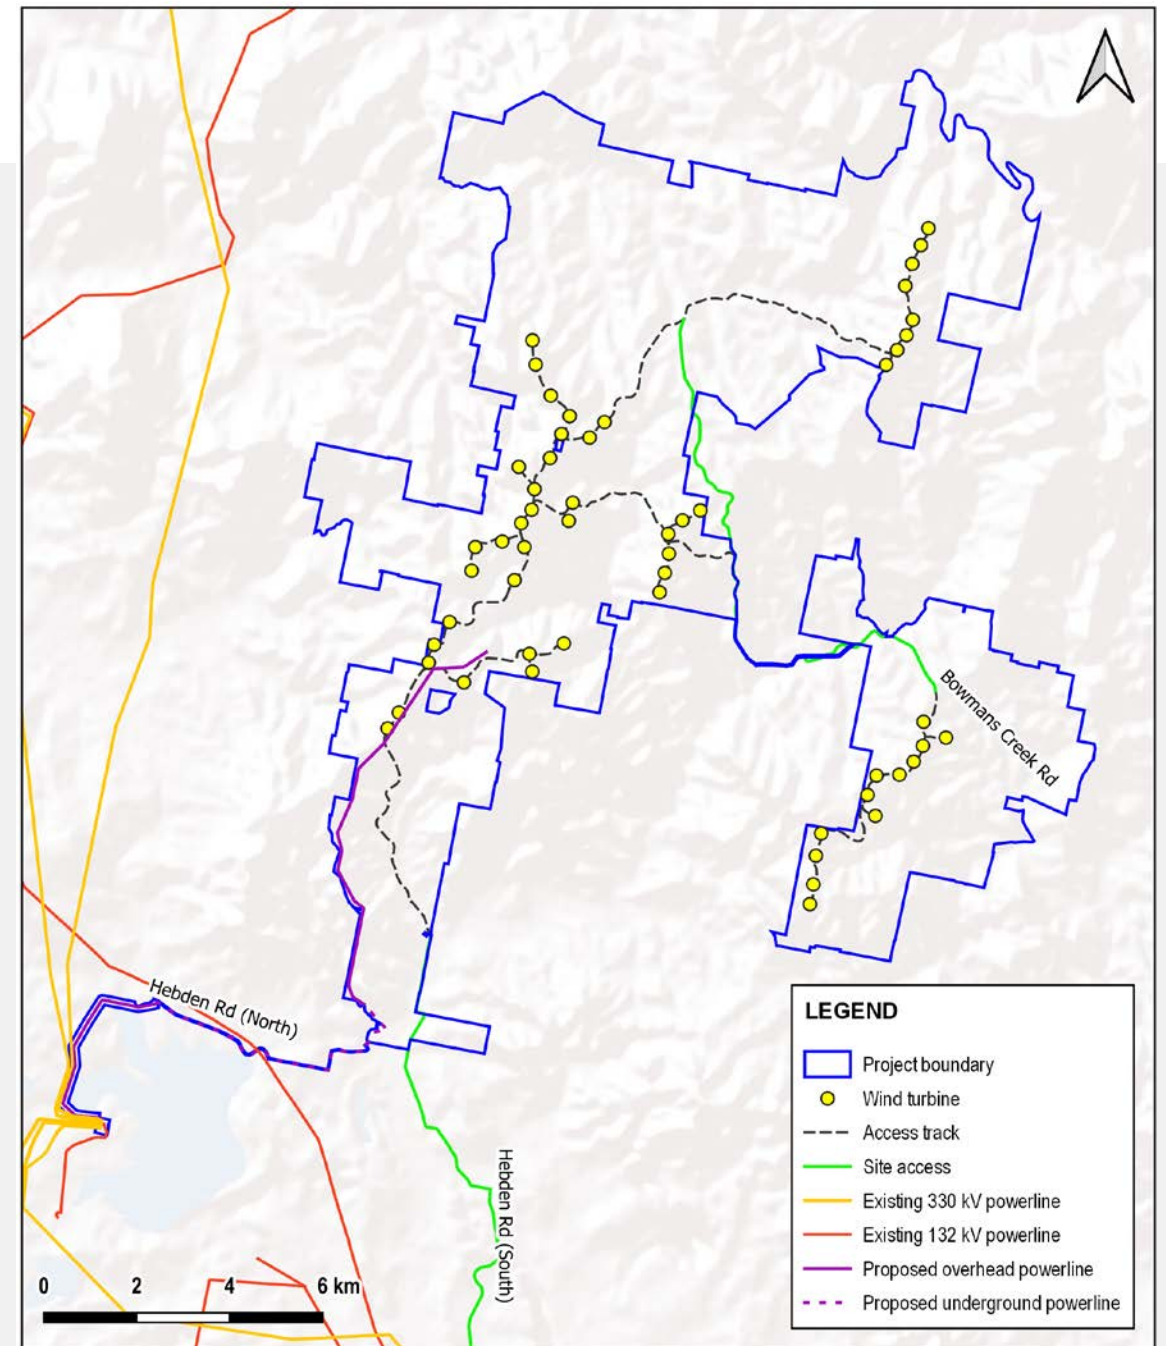 Bowmans Creek Rd
Hebden Rd (North)
Hebden Rd (South)
0 2 4 6 km
LEGEND
Project boundary
Wind turbine
Access track
Site access
Existing 330 kV powerline
Existing 132 kV powerline
Proposed overhead powerline
Proposed underground powerline